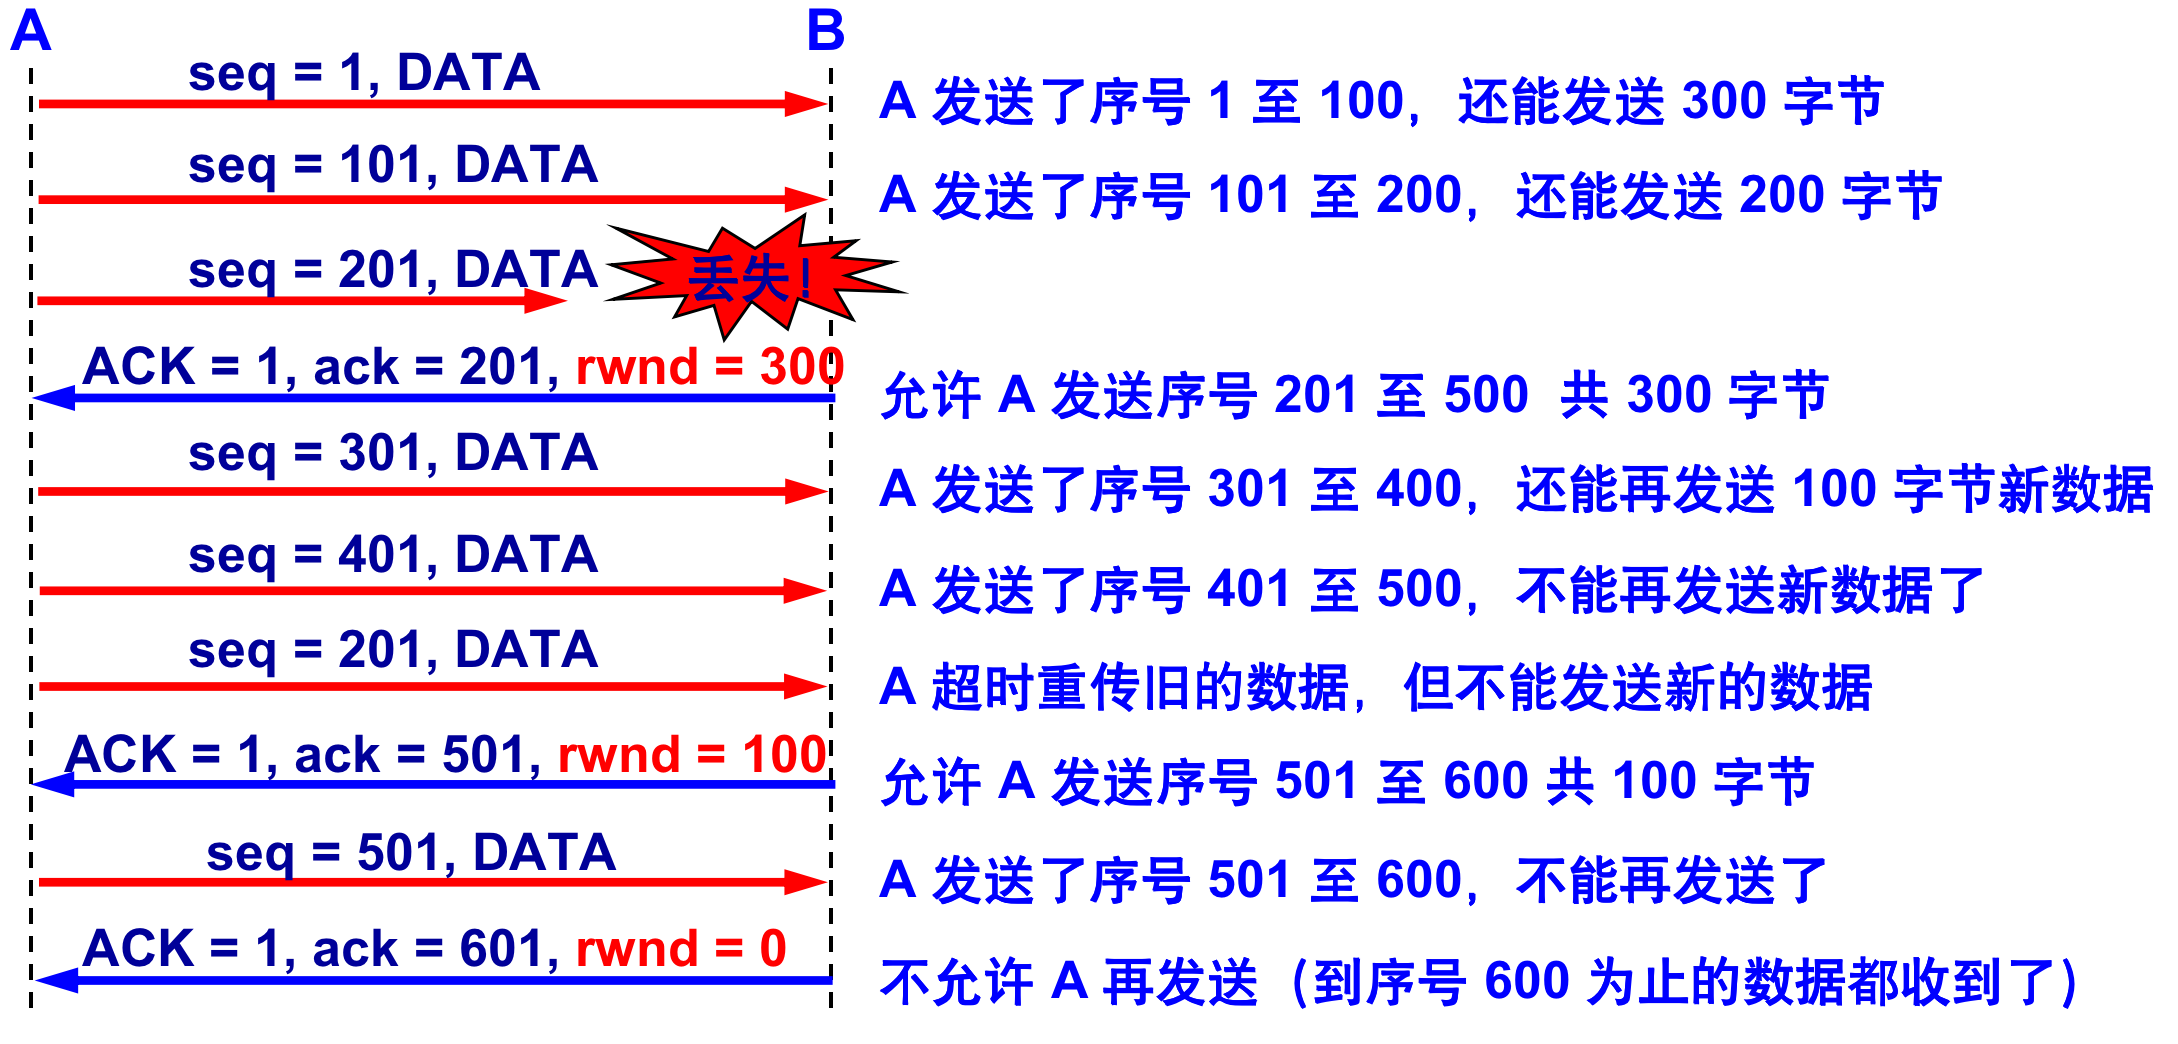 A
B
seq = 1, DATA
A 发送了序号 1 至 100，还能发送 300 字节
seq = 101, DATA
A 发送了序号 101 至 200，还能发送 200 字节
seq = 201, DATA
丢失！
ACK = 1, ack = 201, rwnd = 300
允许 A 发送序号 201 至 500 共 300 字节
seq = 301, DATA
A 发送了序号 301 至 400，还能再发送 100 字节新数据
seq = 401, DATA
A 发送了序号 401 至 500，不能再发送新数据了
seq = 201, DATA
A 超时重传旧的数据，但不能发送新的数据
ACK = 1, ack = 501, rwnd = 100
允许 A 发送序号 501 至 600 共 100 字节
seq = 501, DATA
A 发送了序号 501 至 600，不能再发送了
ACK = 1, ack = 601, rwnd = 0
不允许 A 再发送（到序号 600 为止的数据都收到了）